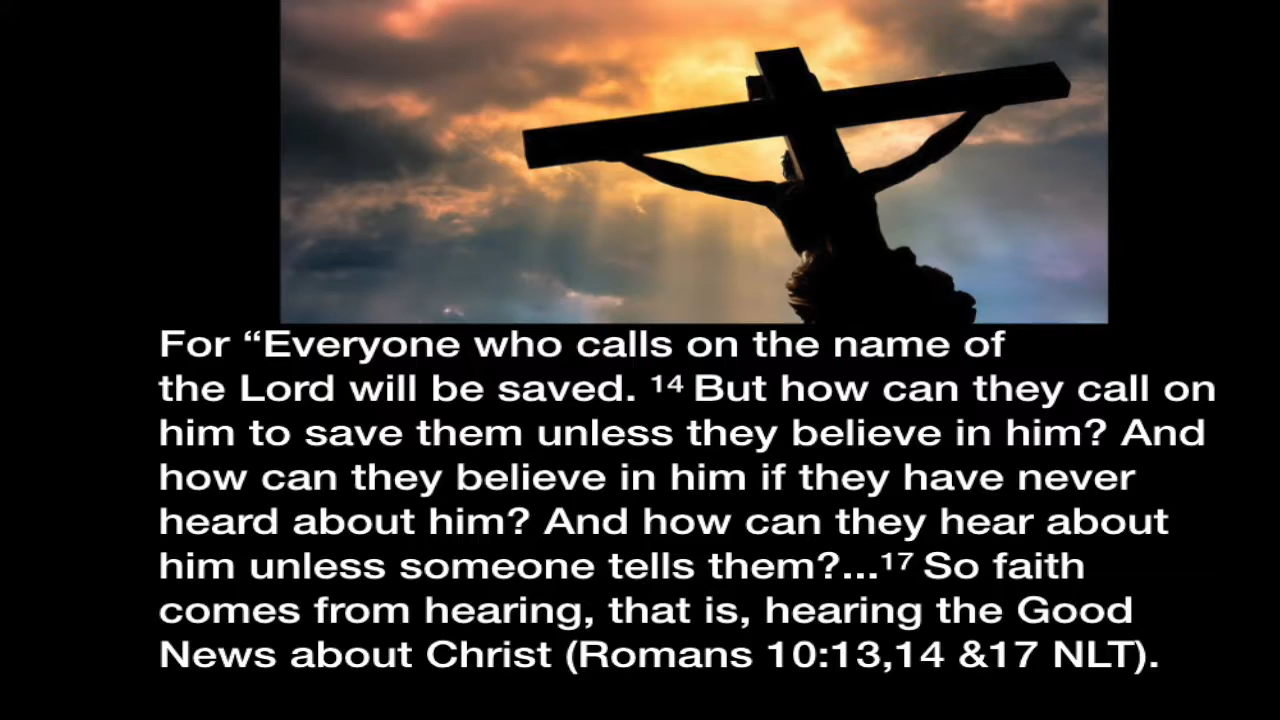 For “Everyone who calls on the name of
the Lord will be saved. ¹⁴ But how can they call on
him to save them unless they believe in him? And
how can they believe in him if they have never
heard about him? And how can they hear about
him unless someone tells them?...¹⁷ So faith
comes from hearing, that is, hearing the Good
News about Christ (Romans 10:13,14 &17 NLT).